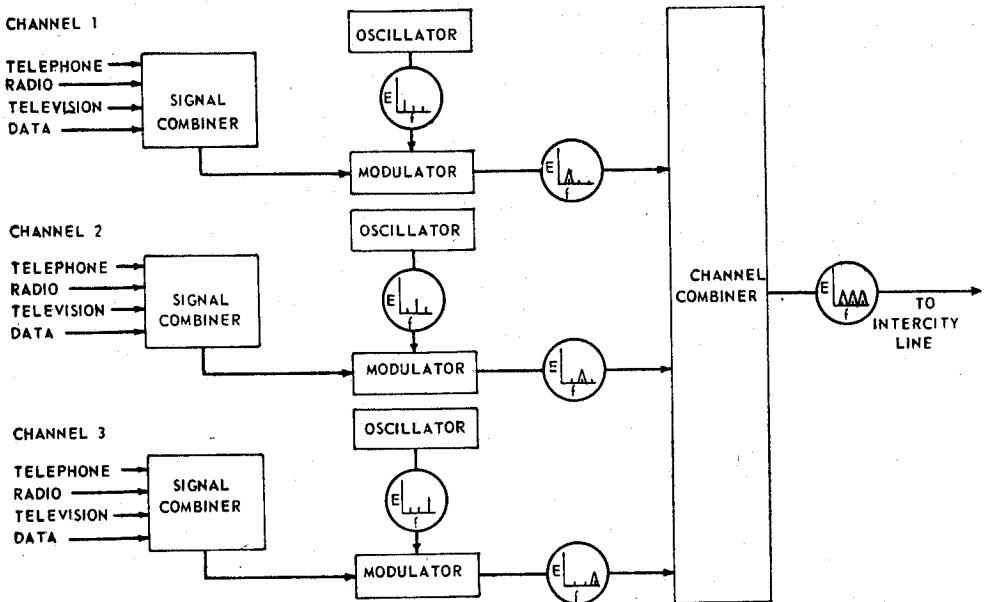 CHANNEL 1
TELEPHONE
RADIO
TELEVISION
DATA
SIGNAL
COMBINER
OSCILLATOR
E
f
MODULATOR
E
f
CHANNEL 2
TELEPHONE
RADIO
TELEVISION
DATA
SIGNAL
COMBINER
OSCILLATOR
E
f
MODULATOR
E
f
CHANNEL 3
TELEPHONE
RADIO
TELEVISION
DATA
SIGNAL
COMBINER
OSCILLATOR
E
f
MODULATOR
E
f
CHANNEL
COMBINER
E
f
TO
INTERCITY
LINE